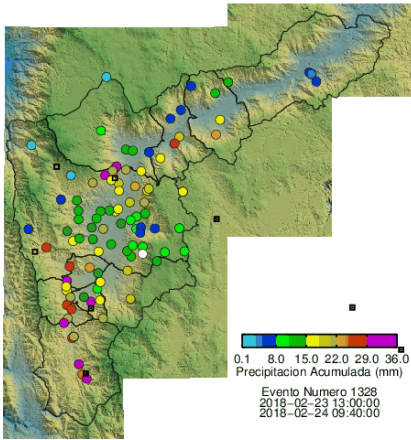 0.1 8.0 15.0 22.0 29.0 36.0
Precipitacion Acumulada (mm)
Evento Numero 1328
2018-02-23 13:00:00
2018-02-24 09:40:00